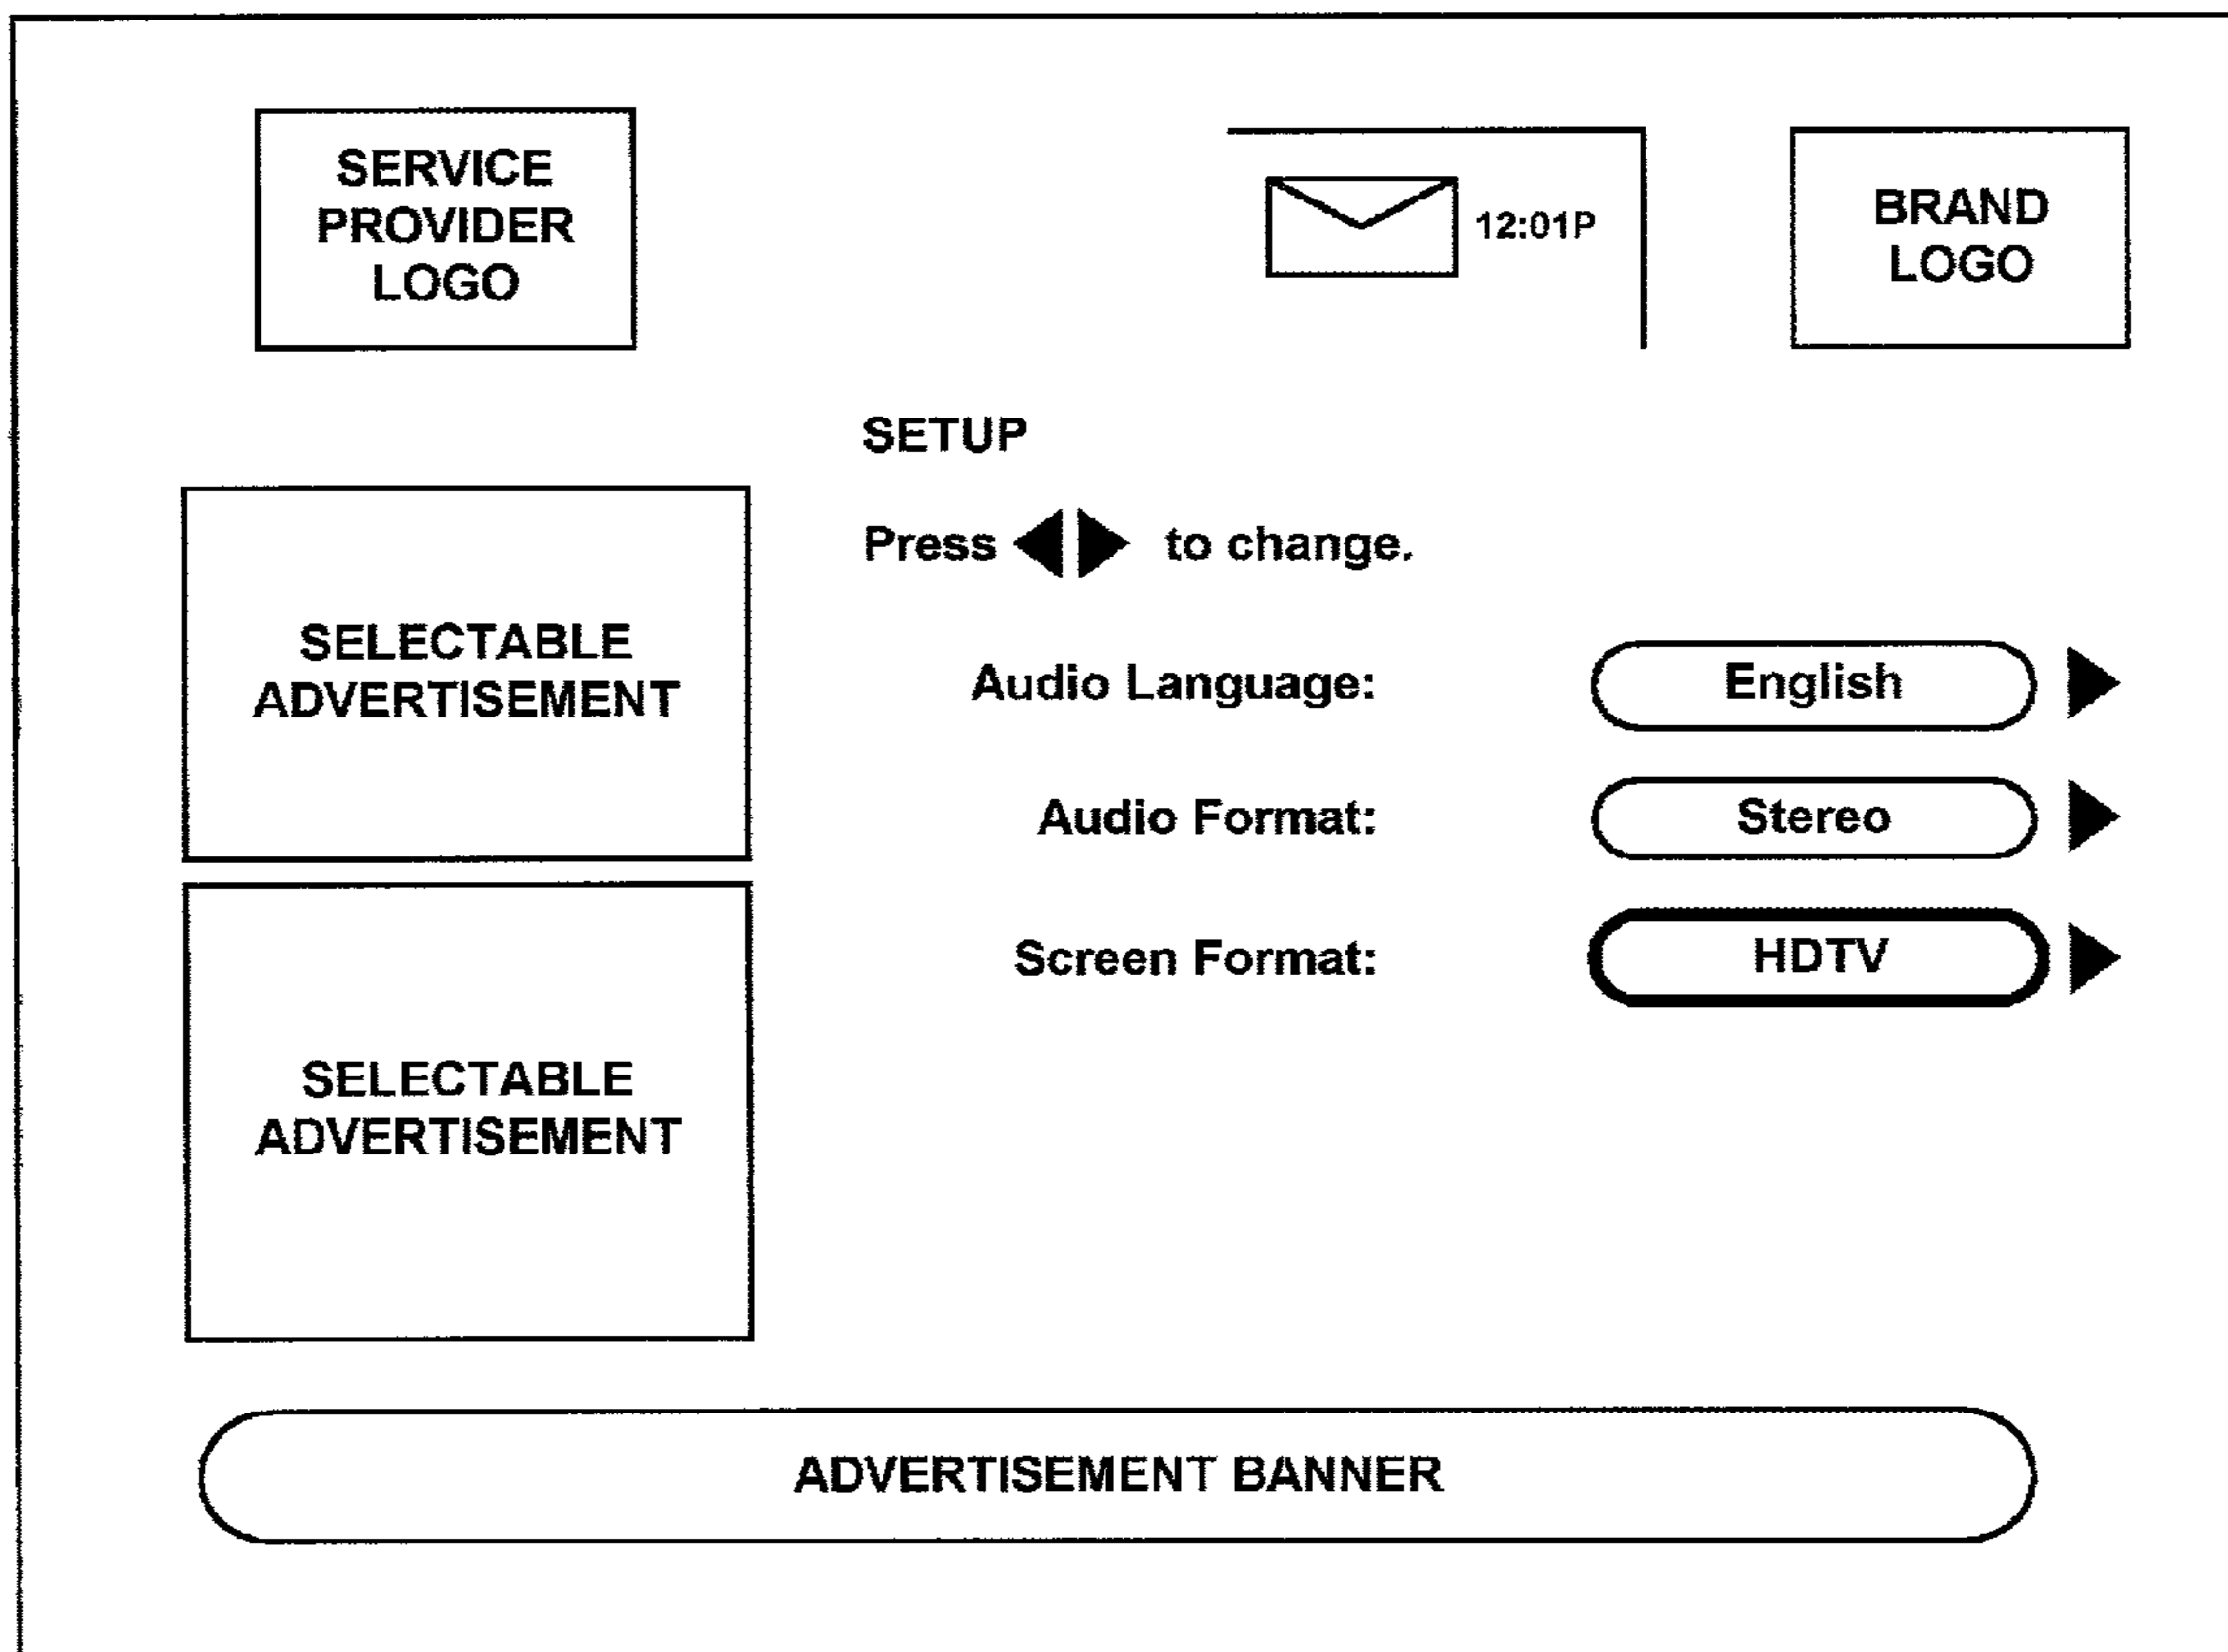 SERVICE
PROVIDER
LOGO
12:01P
BRAND
LOGO
SETUP
Press to change.
SELECTABLE
ADVERTISEMENT
Audio Language: English
Audio Format: Stereo
Screen Format: HDTV
SELECTABLE
ADVERTISEMENT
ADVERTISEMENT BANNER